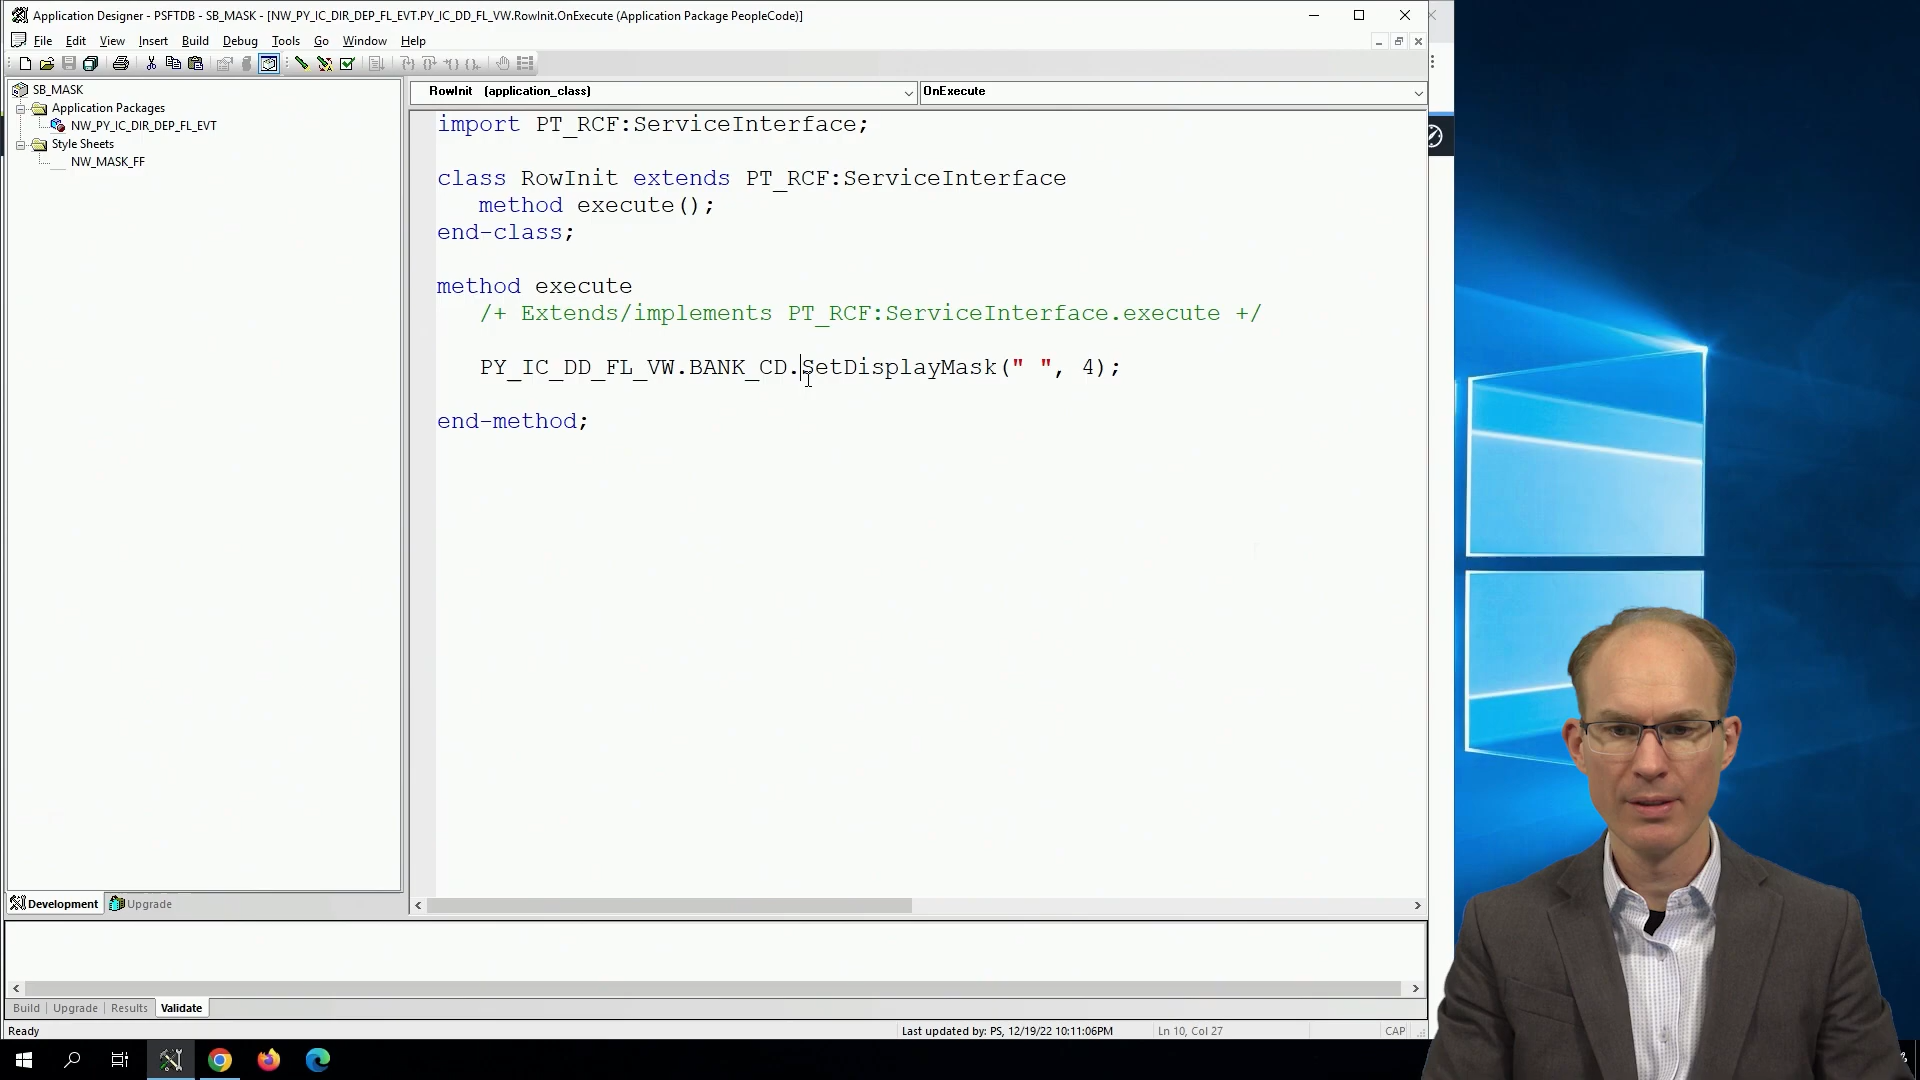 Application Designer - PSFTDB - SB_MASK - [NW_PY_IC_DIR_DEP_FL_EVT.PY_IC_DD_FL_VW.RowInit.OnExecute (Application Package PeopleCode)]
File Edit View Insert Build Debug Tools Go Window Help
SB_MASK
Application Packages
NW_PY_IC_DIR_DEP_FL_EVT
Style Sheets
NW_MASK_FF
RowInit (application_class)
OnExecute
import PT_RCF:ServiceInterface;
class RowInit extends PT_RCF:ServiceInterface
method execute();
end-class;
method execute
/+ Extends/implements PT_RCF:ServiceInterface.execute +/
PY_IC_DD_FL_VW.BANK_CD.SetDisplayMask(" ", 4);
end-method;
Development Upgrade
Build Upgrade Results Validate
Ready
Last updated by: PS, 12/19/22 10:11:06PM
Ln 10, Col 27
CAP